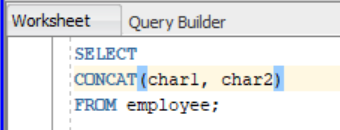 Worksheet Query Builder
SELECT
CONCAT(char1, char2)
FROM employee;